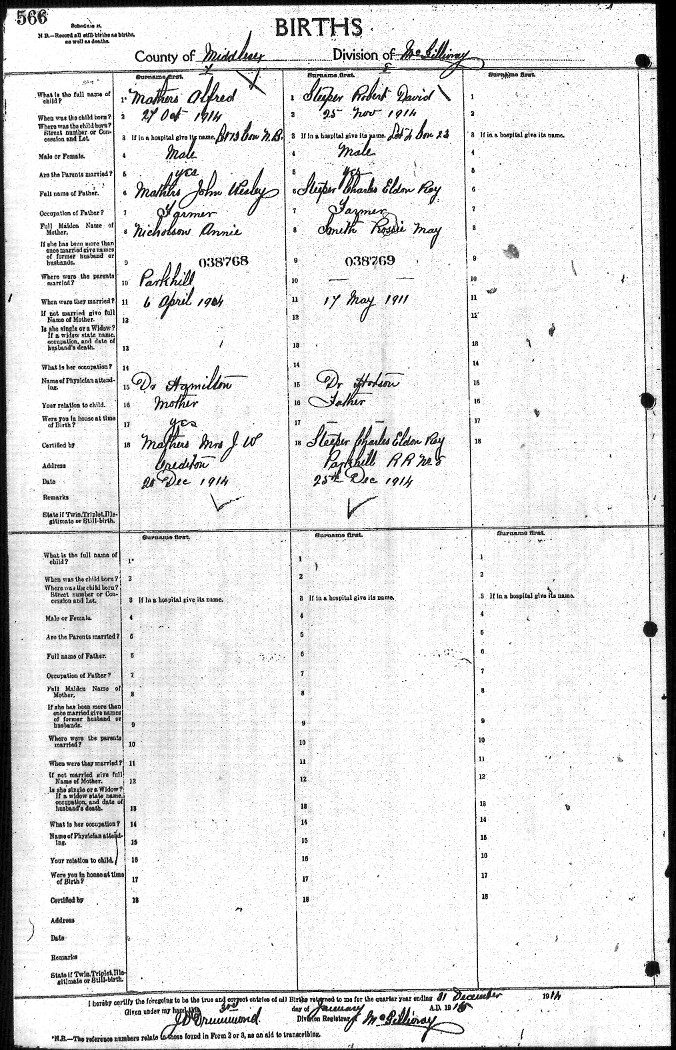 566
Schedule A.
N.B.—Record all still-births as births, as well as deaths.
BIRTHS
County of Middlesex Division of McGillivray
Surname first. Surname first. Surname first.
What is the full name of child? 1 Mathers Alfred 1 Steeper Robert David 1
When was the child born? 2 27 Oct 1914 2 25 Nov 1914 2
Where was the child born? Street number or Concession and Lot. 3 If in a hospital give its name. Lot 3 Con N.B. 3 If in a hospital give its name. Lot 4 Con 23 3 If in a hospital give its name.
Male or Female. 4 Male 4 Male 4
Are the Parents married? 5 yes 5 yes 5
Full name of Father. 6 Mathers John Wesley 6 Steeper Charles Eldon Roy 6
Occupation of Father? 7 Farmer 7 Farmer 7
Full Maiden Name of Mother. 8 Nicholson Annie 8 Smith Rossie May 8
If she has been more than once married give names of former husband or husbands. 9 038768 9 038769 9
Where were the parents married? 10 Parkhill 10 — — 10
When were they married? 11 6 April 1904 11 17 May 1911 11
If not married give full Name of Mother. 12 12 12
Is she single or a Widow? If a widow state name, occupation, and date of husband's death. 13 13
What is her occupation? 14 14 14
Name of Physician attending. 15 Dr Hamilton 15 Dr Hodson 15
Your relation to child. 16 Mother 16 Father 16
Were you in house at time of Birth? 17 yes 17 — 17
Certified by 18 Mathers Mrs J W 18 Steeper Charles Eldon Roy 18
Address Crediton Parkhill R R No 5
Date 21 Dec 1914 25th Dec 1914
Remarks
State if Twin, Triplet, Illegitimate or Still-birth.
Surname first. Surname first. Surname first.
What is the full name of child? 1 1 1
When was the child born? 2 2 2
Where was the child born? Street number or Concession and Lot. 3 If in a hospital give its name. 3 If in a hospital give its name. 3 If in a hospital give its name.
Male or Female. 4 4 4
Are the Parents married? 5 5 5
Full name of Father. 6 6 6
Occupation of Father? 7 7 7
Full Maiden Name of Mother. 8 8 8
If she has been more than once married give names of former husband or husbands. 9 9 9
Where were the parents married? 10 10 10
When were they married? 11 11 11
If not married give full Name of Mother. 12 12 12
Is she single or a Widow? If a widow state name, occupation, and date of husband's death. 13 13 13
What is her occupation? 14 14 14
Name of Physician attending. 15 15 15
Your relation to child. 16 16 16
Were you in house at time of Birth? 17 17 17
Certified by 18 18 18
Address
Date
Remarks
State if Twin, Triplet, Illegitimate or Still-birth.
I hereby certify the foregoing to be the true and correct entries of all Births returned to me for the quarter year ending 31 December 1914
Given under my hand this 3rd day of January A.D. 1915
J D Drummond. Division Registrar of McGillivray
*N.B.—The reference numbers relate to those found in Form 2 or 3, as an aid to transcribing.